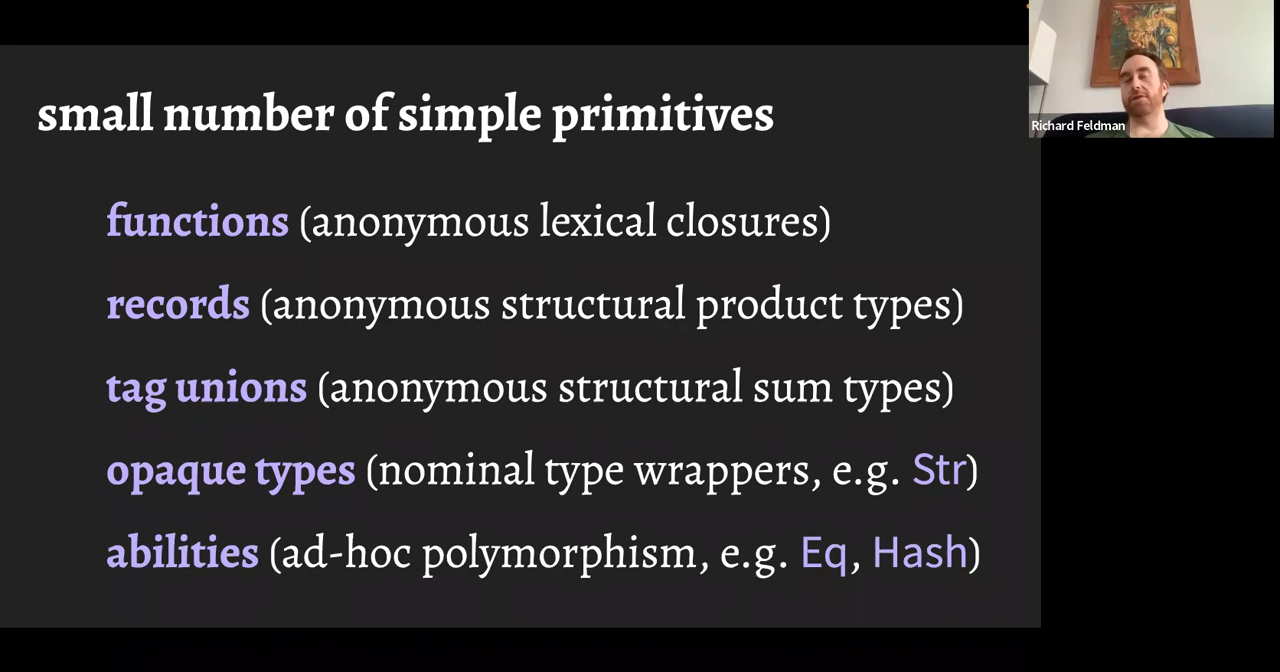 small number of simple primitives
functions (anonymous lexical closures)
records (anonymous structural product types)
tag unions (anonymous structural sum types)
opaque types (nominal type wrappers, e.g. Str)
abilities (ad-hoc polymorphism, e.g. Eq, Hash)
Richard Feldman